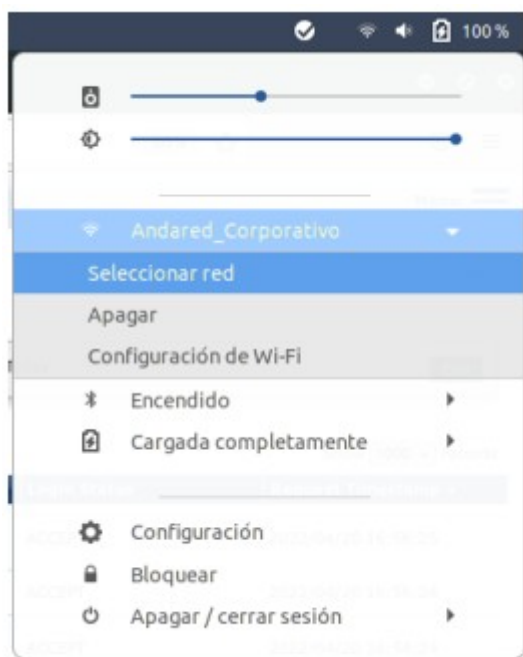 100 %
Andared_Corporativo
Seleccionar red
Apagar
Configuración de Wi-Fi
Encendido
Cargada completamente
Configuración
Bloquear
Apagar / cerrar sesión